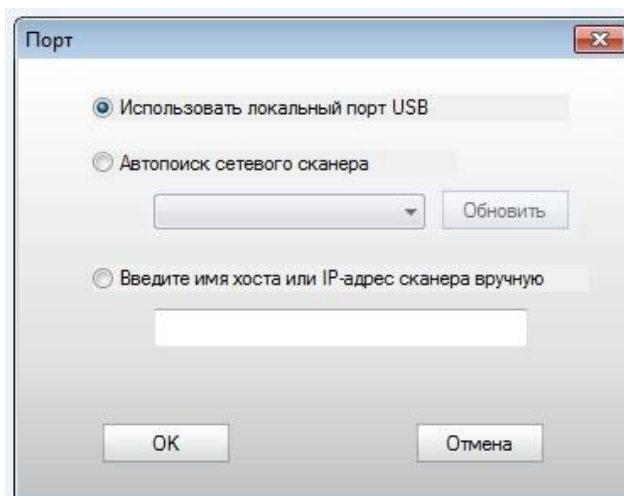 Порт
Использовать локальный порт USB
Автопоиск сетевого сканера
Обновить
Введите имя хоста или IP-адрес сканера вручную
OK
Отмена